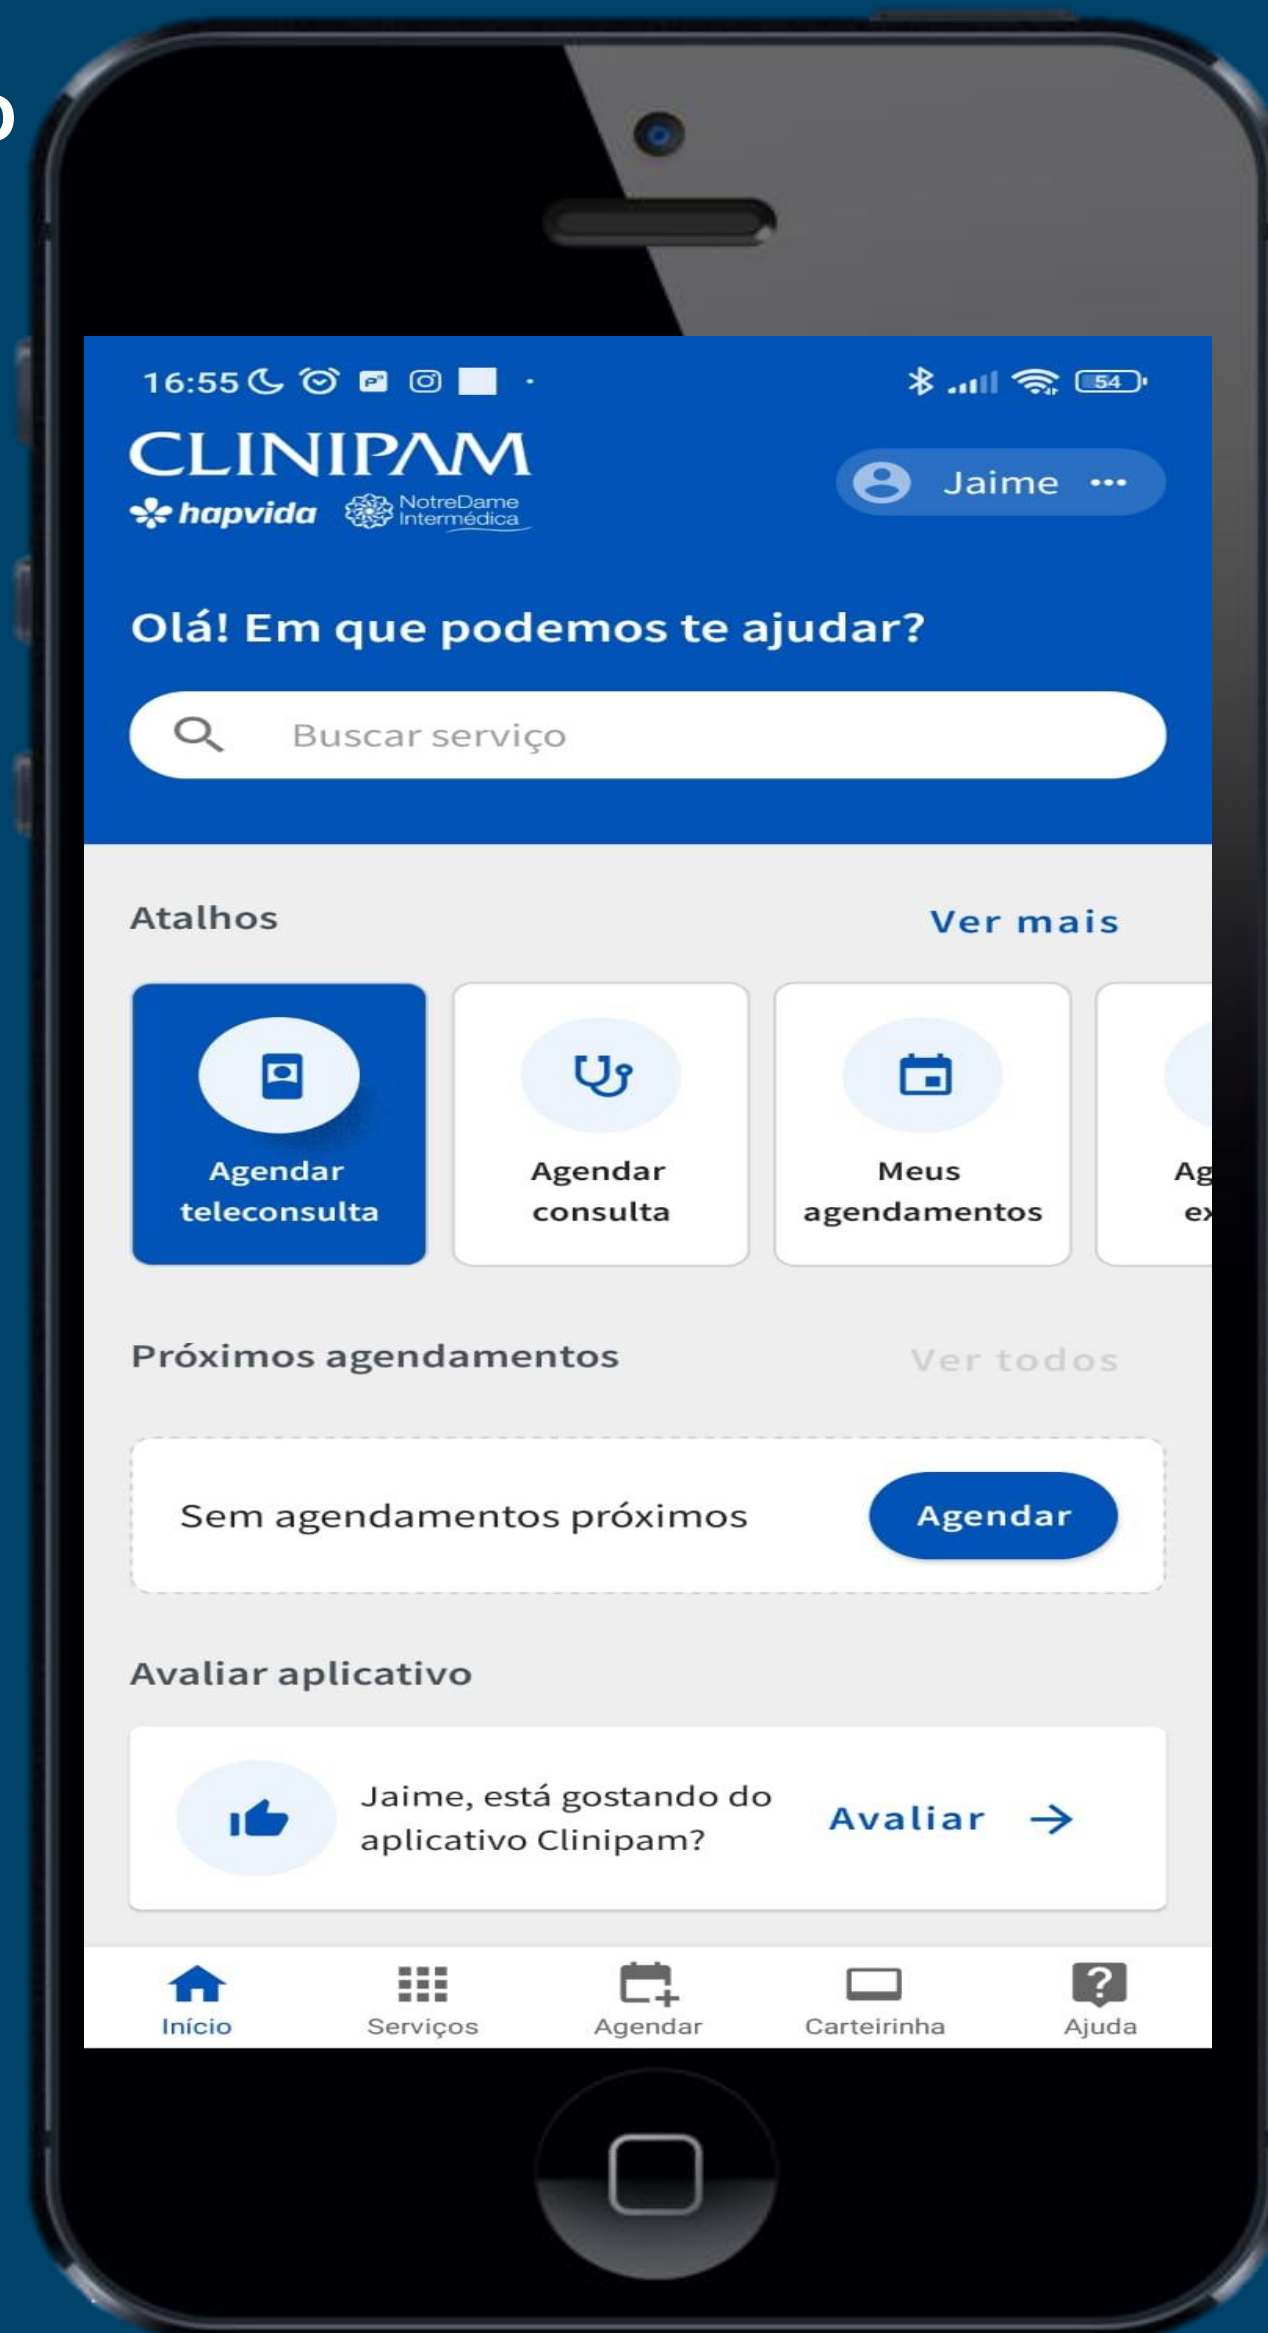 16:55
54
CLINIPAM
hapvida NotreDame
Intermédica
Jaime ...
Olá! Em que podemos te ajudar?
Buscar serviço
Atalhos
Ver mais
Agendar
teleconsulta
Agendar
consulta
Meus
agendamentos
Ag
ex
Próximos agendamentos
Ver todos
Sem agendamentos próximos
Agendar
Avaliar aplicativo
Jaime, está gostando do
aplicativo Clinipam?
Avaliar →
Início
Serviços
Agendar
Carteirinha
Ajuda